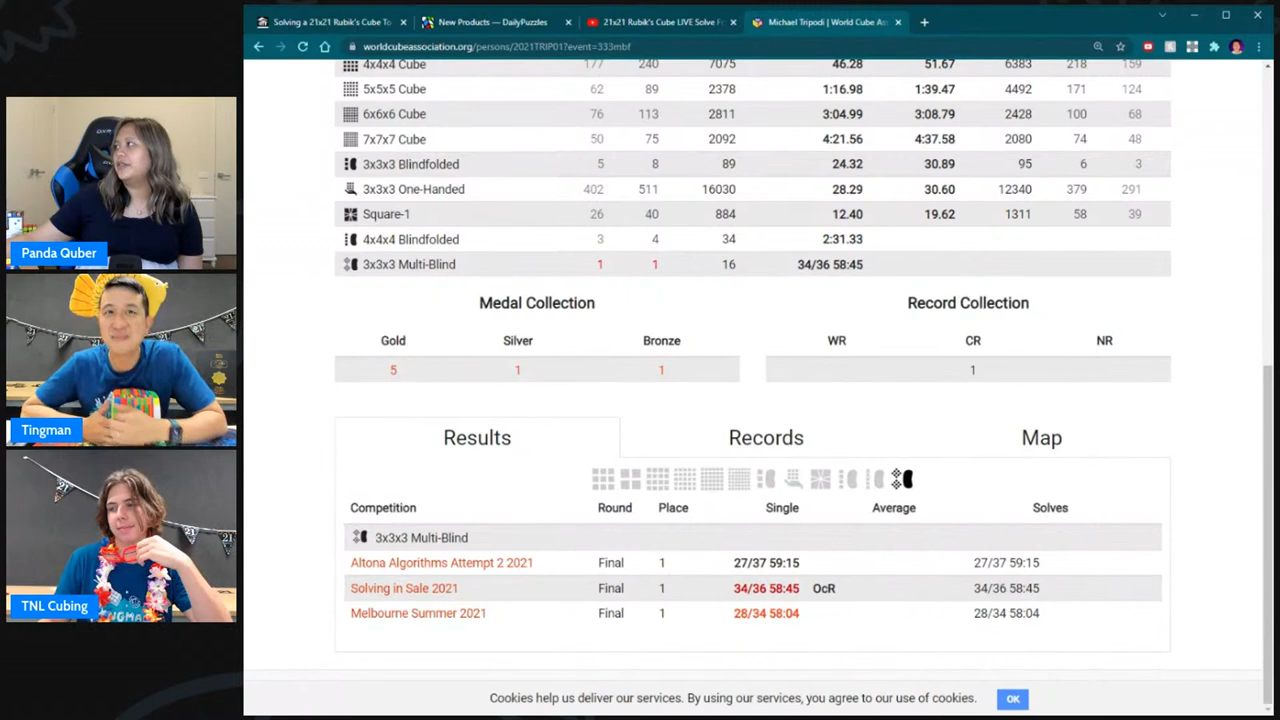 Solving a 21x21 Rubik's Cube To
New Products — DailyPuzzles
21x21 Rubik's Cube LIVE Solve F
Michael Tripodi | World Cube As
worldcubeassociation.org/persons/2021TRIP01?event=333mbf
4x4x4 Cube 177 240 7075 46.28 51.67 6383 218 159
5x5x5 Cube 62 89 2378 1:16.98 1:39.47 4492 171 124
6x6x6 Cube 76 113 2811 3:04.99 3:08.79 2428 100 68
7x7x7 Cube 50 75 2092 4:21.56 4:37.58 2080 74 48
3x3x3 Blindfolded 5 8 89 24.32 30.89 95 6 3
3x3x3 One-Handed 402 511 16030 28.29 30.60 12340 379 291
Square-1 26 40 884 12.40 19.62 1311 58 39
4x4x4 Blindfolded 3 4 34 2:31.33
3x3x3 Multi-Blind 1 1 16 34/36 58:45
Medal Collection
Gold Silver Bronze
5 1 1
Record Collection
WR CR NR
1
Results Records Map
Competition Round Place Single Average Solves
3x3x3 Multi-Blind
Altona Algorithms Attempt 2 2021 Final 1 27/37 59:15 27/37 59:15
Solving in Sale 2021 Final 1 34/36 58:45 OcR 34/36 58:45
Melbourne Summer 2021 Final 1 28/34 58:04 28/34 58:04
Cookies help us deliver our services. By using our services, you agree to our use of cookies.
OK
Panda Quber
Tingman
TNL Cubing